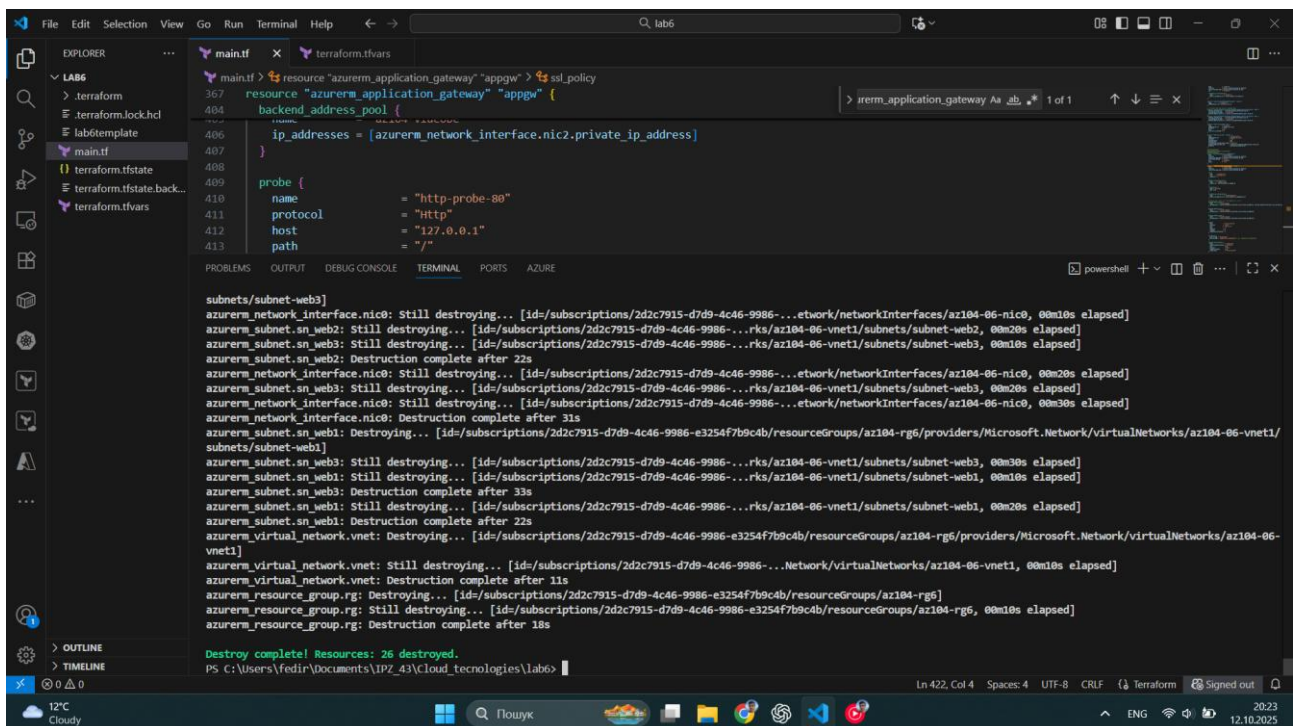 File Edit Selection View Go Run Terminal Help
lab6
EXPLORER
main.tf
terraform.tfvars
LAB6
.terraform
.terraform.lock.hcl
lab6template
main.tf
terraform.tfstate
terraform.tfstate.back...
terraform.tfvars
main.tf > resource "azurerm_application_gateway" "appgw" > ssl_policy
367 resource "azurerm_application_gateway" "appgw" {
404 backend_address_pool {
406 ip_addresses = [azurerm_network_interface.nic2.private_ip_address]
407 }
408
409 probe {
410 name = "http-probe-80"
411 protocol = "Http"
412 host = "127.0.0.1"
413 path = "/"
urerm_application_gateway Aa ab 1 of 1
PROBLEMS OUTPUT DEBUG CONSOLE TERMINAL PORTS AZURE
powershell
subnets/subnet-web3]
azurerm_network_interface.nic0: Still destroying... [id=/subscriptions/2d2c7915-d7d9-4c46-9986-...etwork/networkInterfaces/az104-06-nic0, 00m10s elapsed]
azurerm_subnet.sn_web2: Still destroying... [id=/subscriptions/2d2c7915-d7d9-4c46-9986-...rks/az104-06-vnet1/subnets/subnet-web2, 00m20s elapsed]
azurerm_subnet.sn_web3: Still destroying... [id=/subscriptions/2d2c7915-d7d9-4c46-9986-...rks/az104-06-vnet1/subnets/subnet-web3, 00m10s elapsed]
azurerm_subnet.sn_web2: Destruction complete after 22s
azurerm_network_interface.nic0: Still destroying... [id=/subscriptions/2d2c7915-d7d9-4c46-9986-...etwork/networkInterfaces/az104-06-nic0, 00m20s elapsed]
azurerm_subnet.sn_web3: Still destroying... [id=/subscriptions/2d2c7915-d7d9-4c46-9986-...rks/az104-06-vnet1/subnets/subnet-web3, 00m20s elapsed]
azurerm_network_interface.nic0: Still destroying... [id=/subscriptions/2d2c7915-d7d9-4c46-9986-...etwork/networkInterfaces/az104-06-nic0, 00m30s elapsed]
azurerm_network_interface.nic0: Destruction complete after 31s
azurerm_subnet.sn_web1: Destroying... [id=/subscriptions/2d2c7915-d7d9-4c46-9986-e3254f7b9c4b/resourceGroups/az104-rg6/providers/Microsoft.Network/virtualNetworks/az104-06-vnet1/
subnets/subnet-web1]
azurerm_subnet.sn_web3: Still destroying... [id=/subscriptions/2d2c7915-d7d9-4c46-9986-...rks/az104-06-vnet1/subnets/subnet-web3, 00m30s elapsed]
azurerm_subnet.sn_web1: Still destroying... [id=/subscriptions/2d2c7915-d7d9-4c46-9986-...rks/az104-06-vnet1/subnets/subnet-web1, 00m10s elapsed]
azurerm_subnet.sn_web3: Destruction complete after 33s
azurerm_subnet.sn_web1: Still destroying... [id=/subscriptions/2d2c7915-d7d9-4c46-9986-...rks/az104-06-vnet1/subnets/subnet-web1, 00m20s elapsed]
azurerm_subnet.sn_web1: Destruction complete after 22s
azurerm_virtual_network.vnet: Destroying... [id=/subscriptions/2d2c7915-d7d9-4c46-9986-e3254f7b9c4b/resourceGroups/az104-rg6/providers/Microsoft.Network/virtualNetworks/az104-06-
vnet1]
azurerm_virtual_network.vnet: Still destroying... [id=/subscriptions/2d2c7915-d7d9-4c46-9986-...Network/virtualNetworks/az104-06-vnet1, 00m10s elapsed]
azurerm_virtual_network.vnet: Destruction complete after 11s
azurerm_resource_group.rg: Destroying... [id=/subscriptions/2d2c7915-d7d9-4c46-9986-e3254f7b9c4b/resourceGroups/az104-rg6]
azurerm_resource_group.rg: Still destroying... [id=/subscriptions/2d2c7915-d7d9-4c46-9986-e3254f7b9c4b/resourceGroups/az104-rg6, 00m10s elapsed]
azurerm_resource_group.rg: Destruction complete after 18s
Destroy complete! Resources: 26 destroyed.
PS C:\Users\fedir\Documents\IPZ_43\Cloud_tecnologies\lab6>
OUTLINE
TIMELINE
0 0
Ln 422, Col 4 Spaces: 4 UTF-8 CRLF Terraform Signed out
12°C
Cloudy
Пошук
ENG
20:23
12.10.2025